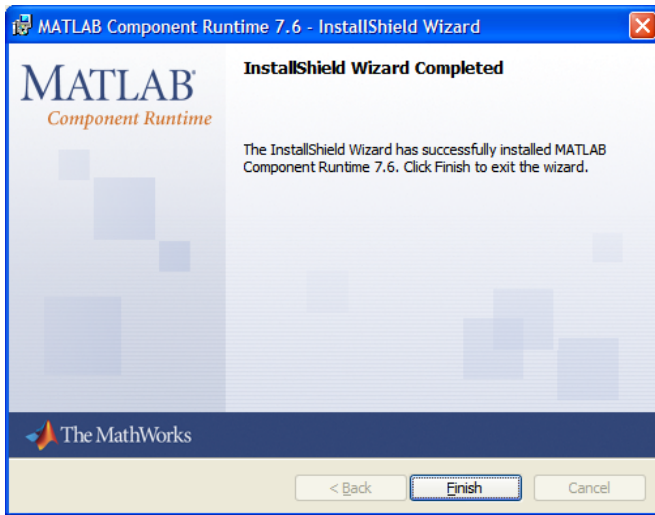 MATLAB Component Runtime 7.6 - InstallShield Wizard
MATLAB®
Component Runtime
InstallShield Wizard Completed
The InstallShield Wizard has successfully installed MATLAB
Component Runtime 7.6. Click Finish to exit the wizard.
The MathWorks
< Back
Finish
Cancel